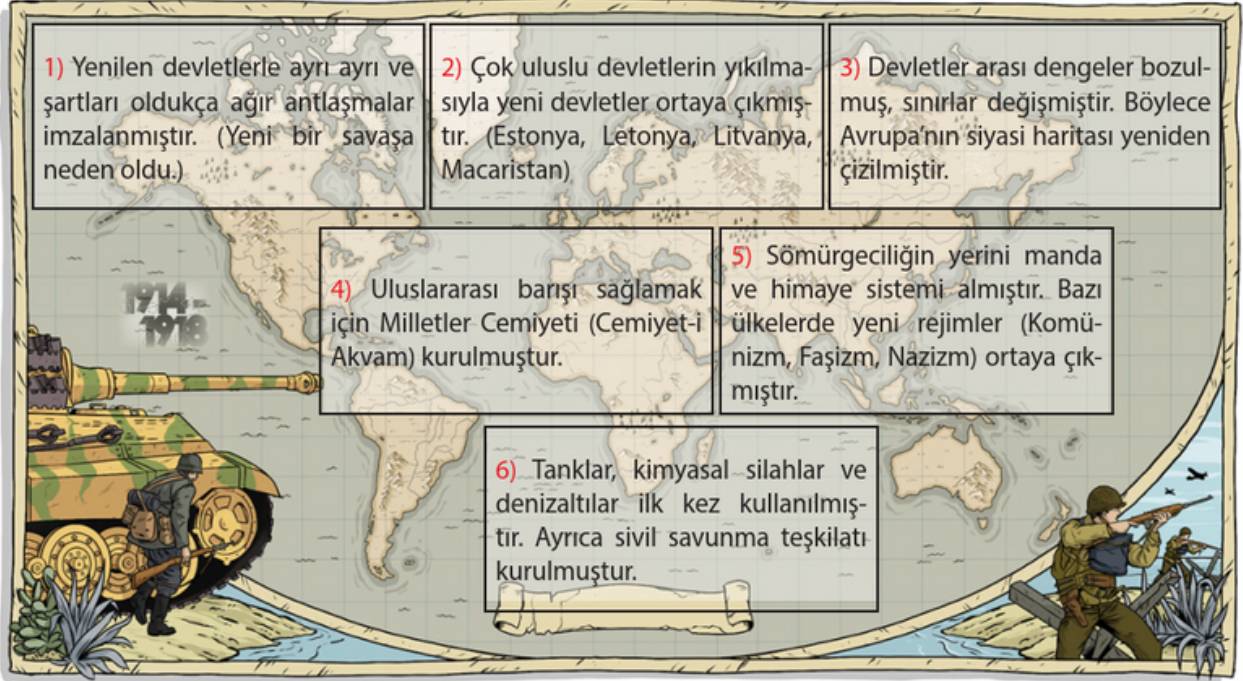 1) Yenilen devletlerle ayrı ayrı ve
şartları oldukça ağır antlaşmalar
imzalanmıştır. (Yeni bir savaşa
neden oldu.)
2) Çok uluslu devletlerin yıkılma-
sıyla yeni devletler ortaya çıkmış-
tır. (Estonya, Letonya, Litvanya,
Macaristan)
3) Devletler arası dengeler bozul-
muş, sınırlar değişmiştir. Böylece
Avrupa’nın siyasi haritası yeniden
çizilmiştir.
1914 -
1918
4) Uluslararası barışı sağlamak
için Milletler Cemiyeti (Cemiyet-i
Akvam) kurulmuştur.
5) Sömürgeciliğin yerini manda
ve himaye sistemi almıştır. Bazı
ülkelerde yeni rejimler (Komü-
nizm, Faşizm, Nazizm) ortaya çık-
mıştır.
6) Tanklar, kimyasal silahlar ve
denizaltılar ilk kez kullanılmış-
tır. Ayrıca sivil savunma teşkilatı
kurulmuştur.